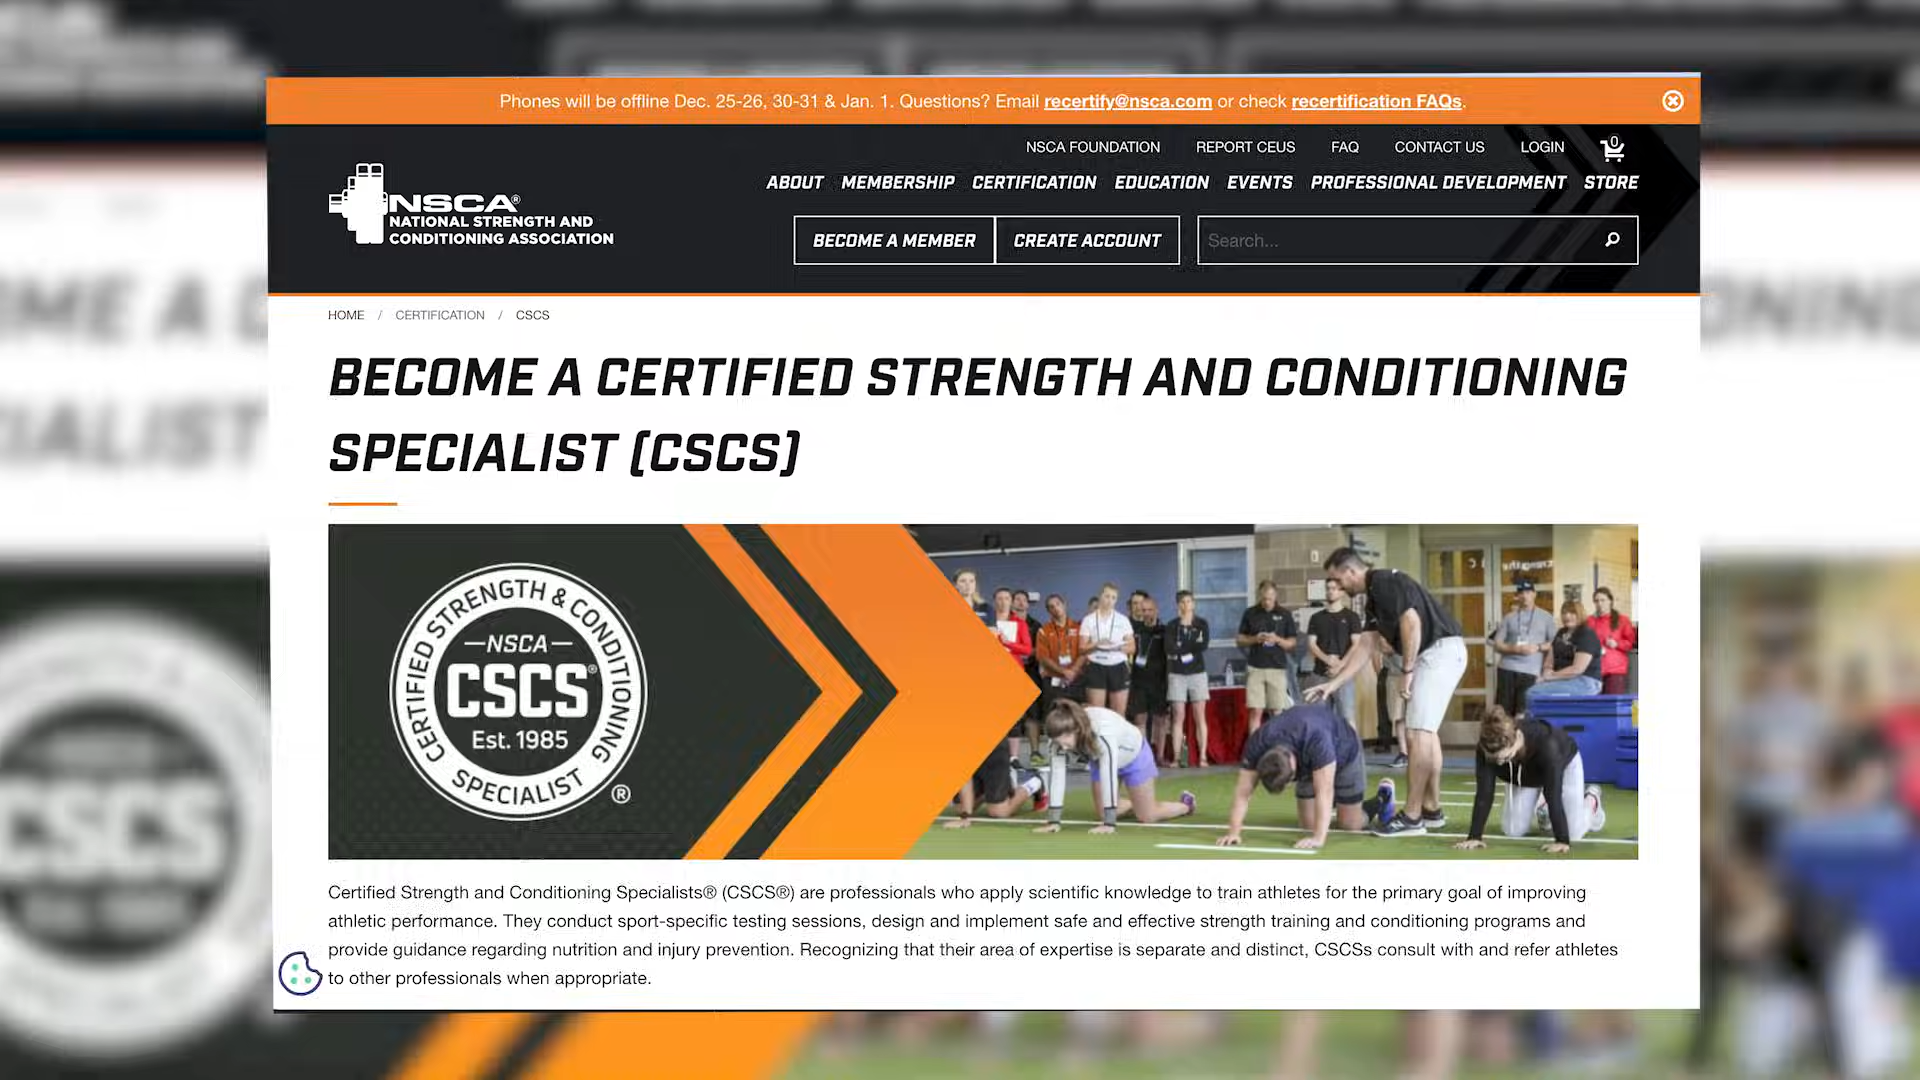 Phones will be offline Dec. 25-26, 30-31 & Jan. 1. Questions? Email recertify@nsca.com or check recertification FAQs.
NSCA FOUNDATION REPORT CEUS FAQ CONTACT US LOGIN 0
ABOUT MEMBERSHIP CERTIFICATION EDUCATION EVENTS PROFESSIONAL DEVELOPMENT STORE
NSCA®
NATIONAL STRENGTH AND
CONDITIONING ASSOCIATION
BECOME A MEMBER CREATE ACCOUNT Search...
HOME / CERTIFICATION / CSCS
BECOME A CERTIFIED STRENGTH AND CONDITIONING
SPECIALIST (CSCS)
CERTIFIED STRENGTH & CONDITIONING SPECIALIST ®
NSCA
CSCS®
Est. 1985
Certified Strength and Conditioning Specialists® (CSCS®) are professionals who apply scientific knowledge to train athletes for the primary goal of improving
athletic performance. They conduct sport-specific testing sessions, design and implement safe and effective strength training and conditioning programs and
provide guidance regarding nutrition and injury prevention. Recognizing that their area of expertise is separate and distinct, CSCSs consult with and refer athletes
to other professionals when appropriate.